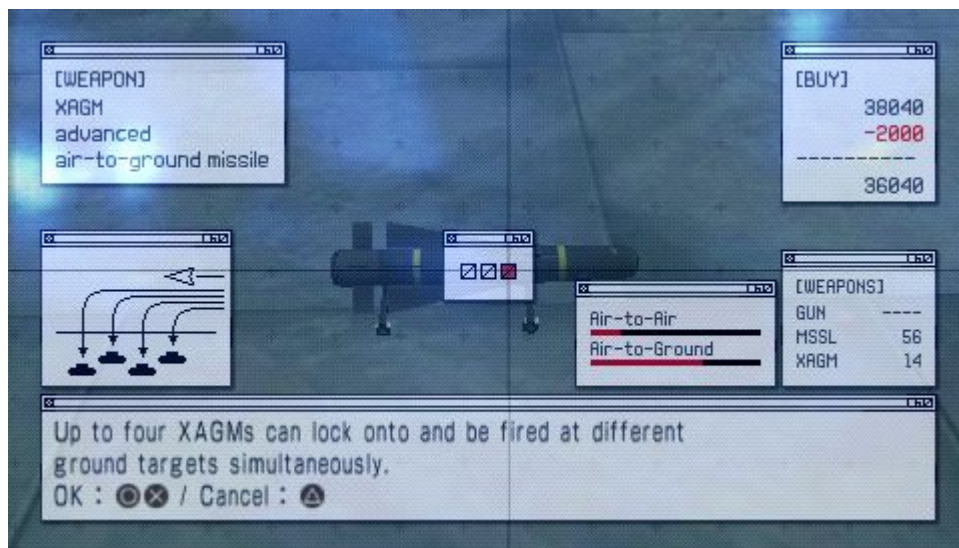 [WEAPON]
XAGM
advanced
air-to-ground missile
[BUY]
38040
-2000
-----------
36040
Air-to-Air
Air-to-Ground
[WEAPONS]
GUN ----
MSSL 56
XAGM 14
Up to four XAGMs can lock onto and be fired at different
ground targets simultaneously.
OK : ◎⊗ / Cancel : △